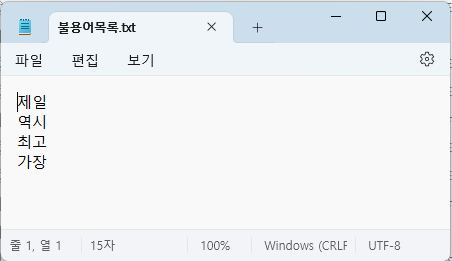 불용어목록.txt
파일 편집 보기
제일
역시
최고
가장
줄 1, 열 1 15자 100% Windows (CRLF UTF-8